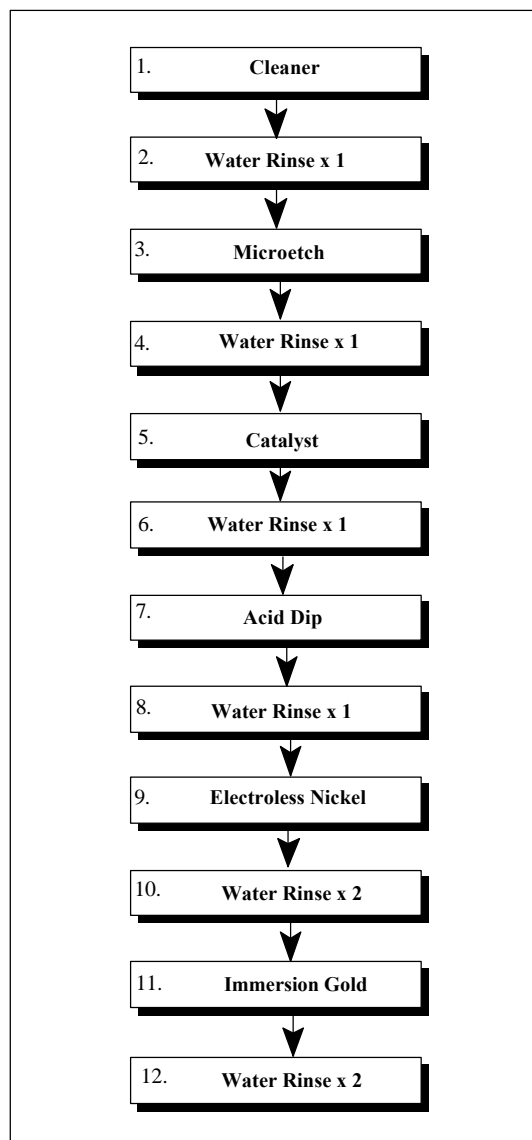 1. Cleaner
2. Water Rinse x 1
3. Microetch
4. Water Rinse x 1
5. Catalyst
6. Water Rinse x 1
7. Acid Dip
8. Water Rinse x 1
9. Electroless Nickel
10. Water Rinse x 2
11. Immersion Gold
12. Water Rinse x 2